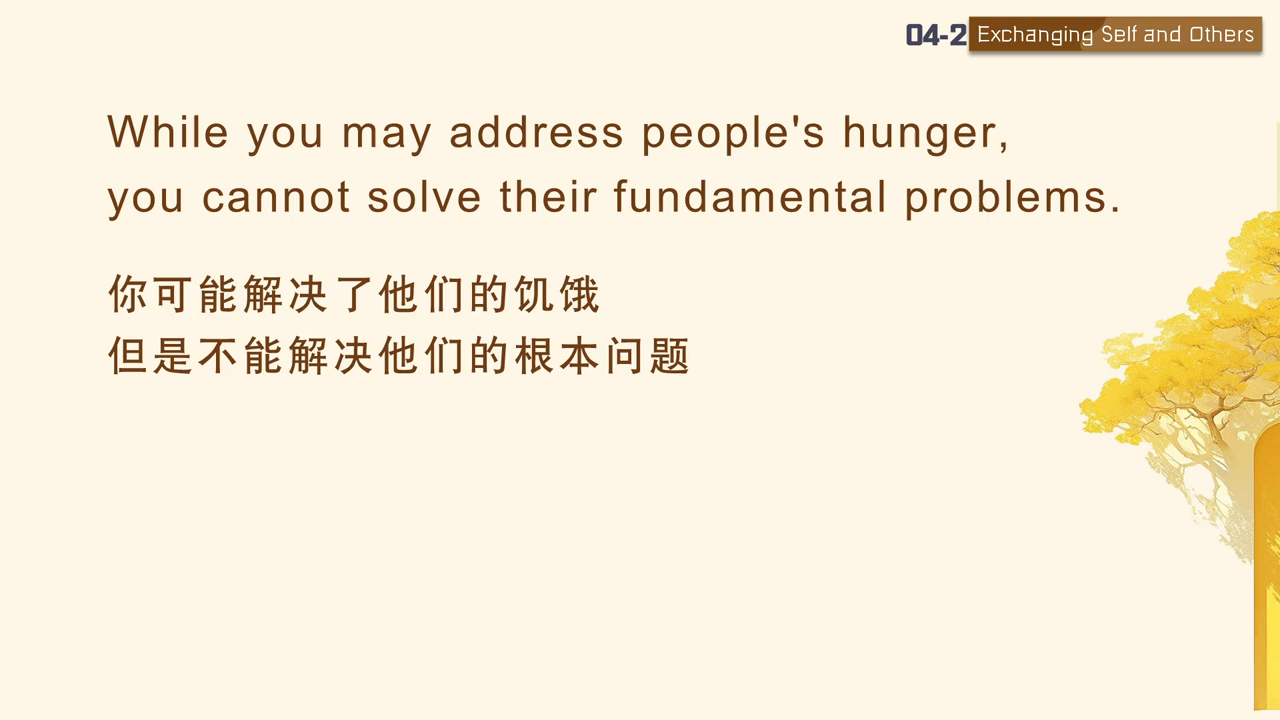 04-2 Exchanging Self and Others
While you may address people's hunger,
you cannot solve their fundamental problems.
你可能解决了他们的饥饿
但是不能解决他们的根本问题